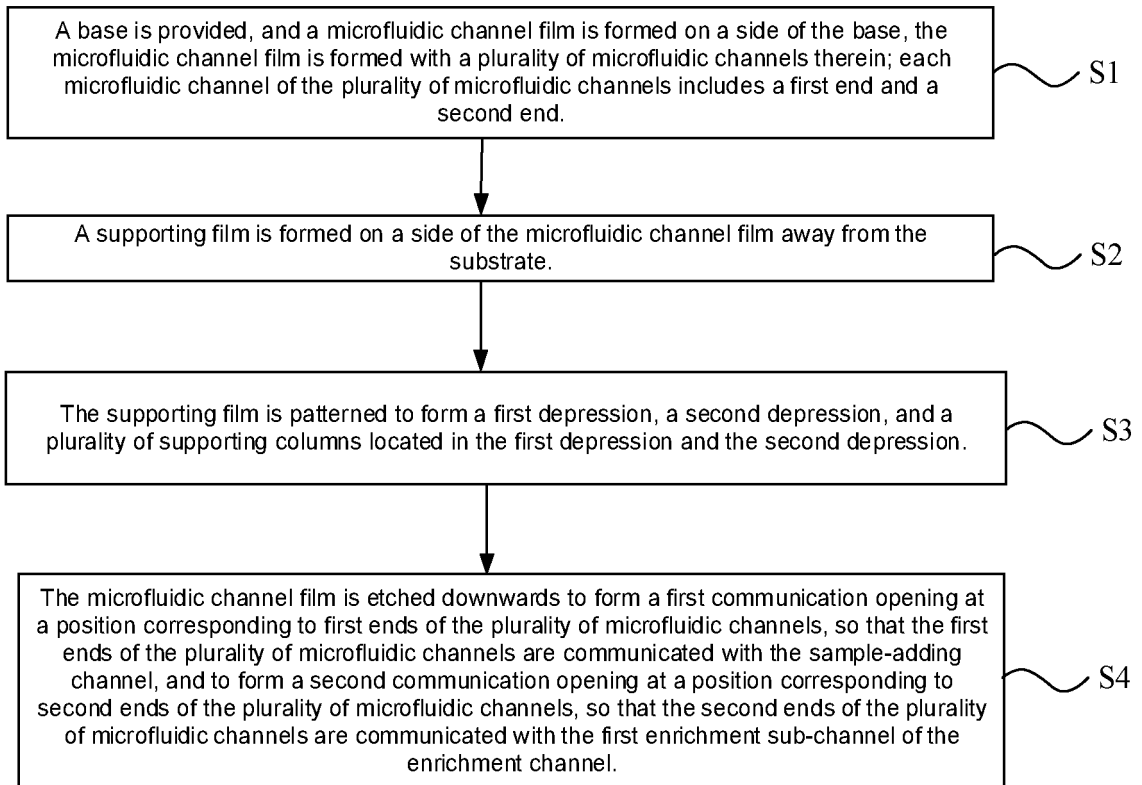 A base is provided, and a microfluidic channel film is formed on a side of the base, the
microfluidic channel film is formed with a plurality of microfluidic channels therein; each
microfluidic channel of the plurality of microfluidic channels includes a first end and a
second end.
S1
A supporting film is formed on a side of the microfluidic channel film away from the
substrate.
S2
The supporting film is patterned to form a first depression, a second depression, and a
plurality of supporting columns located in the first depression and the second depression.
S3
The microfluidic channel film is etched downwards to form a first communication opening at
a position corresponding to first ends of the plurality of microfluidic channels, so that the first
ends of the plurality of microfluidic channels are communicated with the sample-adding
channel, and to form a second communication opening at a position corresponding to
second ends of the plurality of microfluidic channels, so that the second ends of the plurality
of microfluidic channels are communicated with the first enrichment sub-channel of the
enrichment channel.
S4